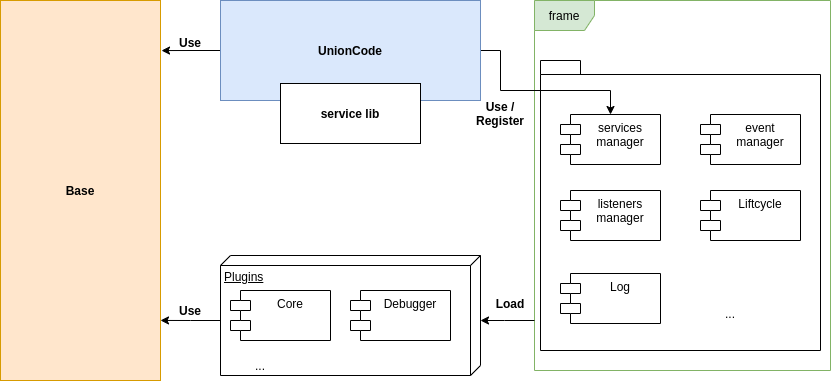 frame
Use
UnionCode
service lib
Use /
Register
services
manager
event
manager
Base
listeners
manager
Liftcycle
Plugins
Core
Debugger
...
Use
Load
Log
...